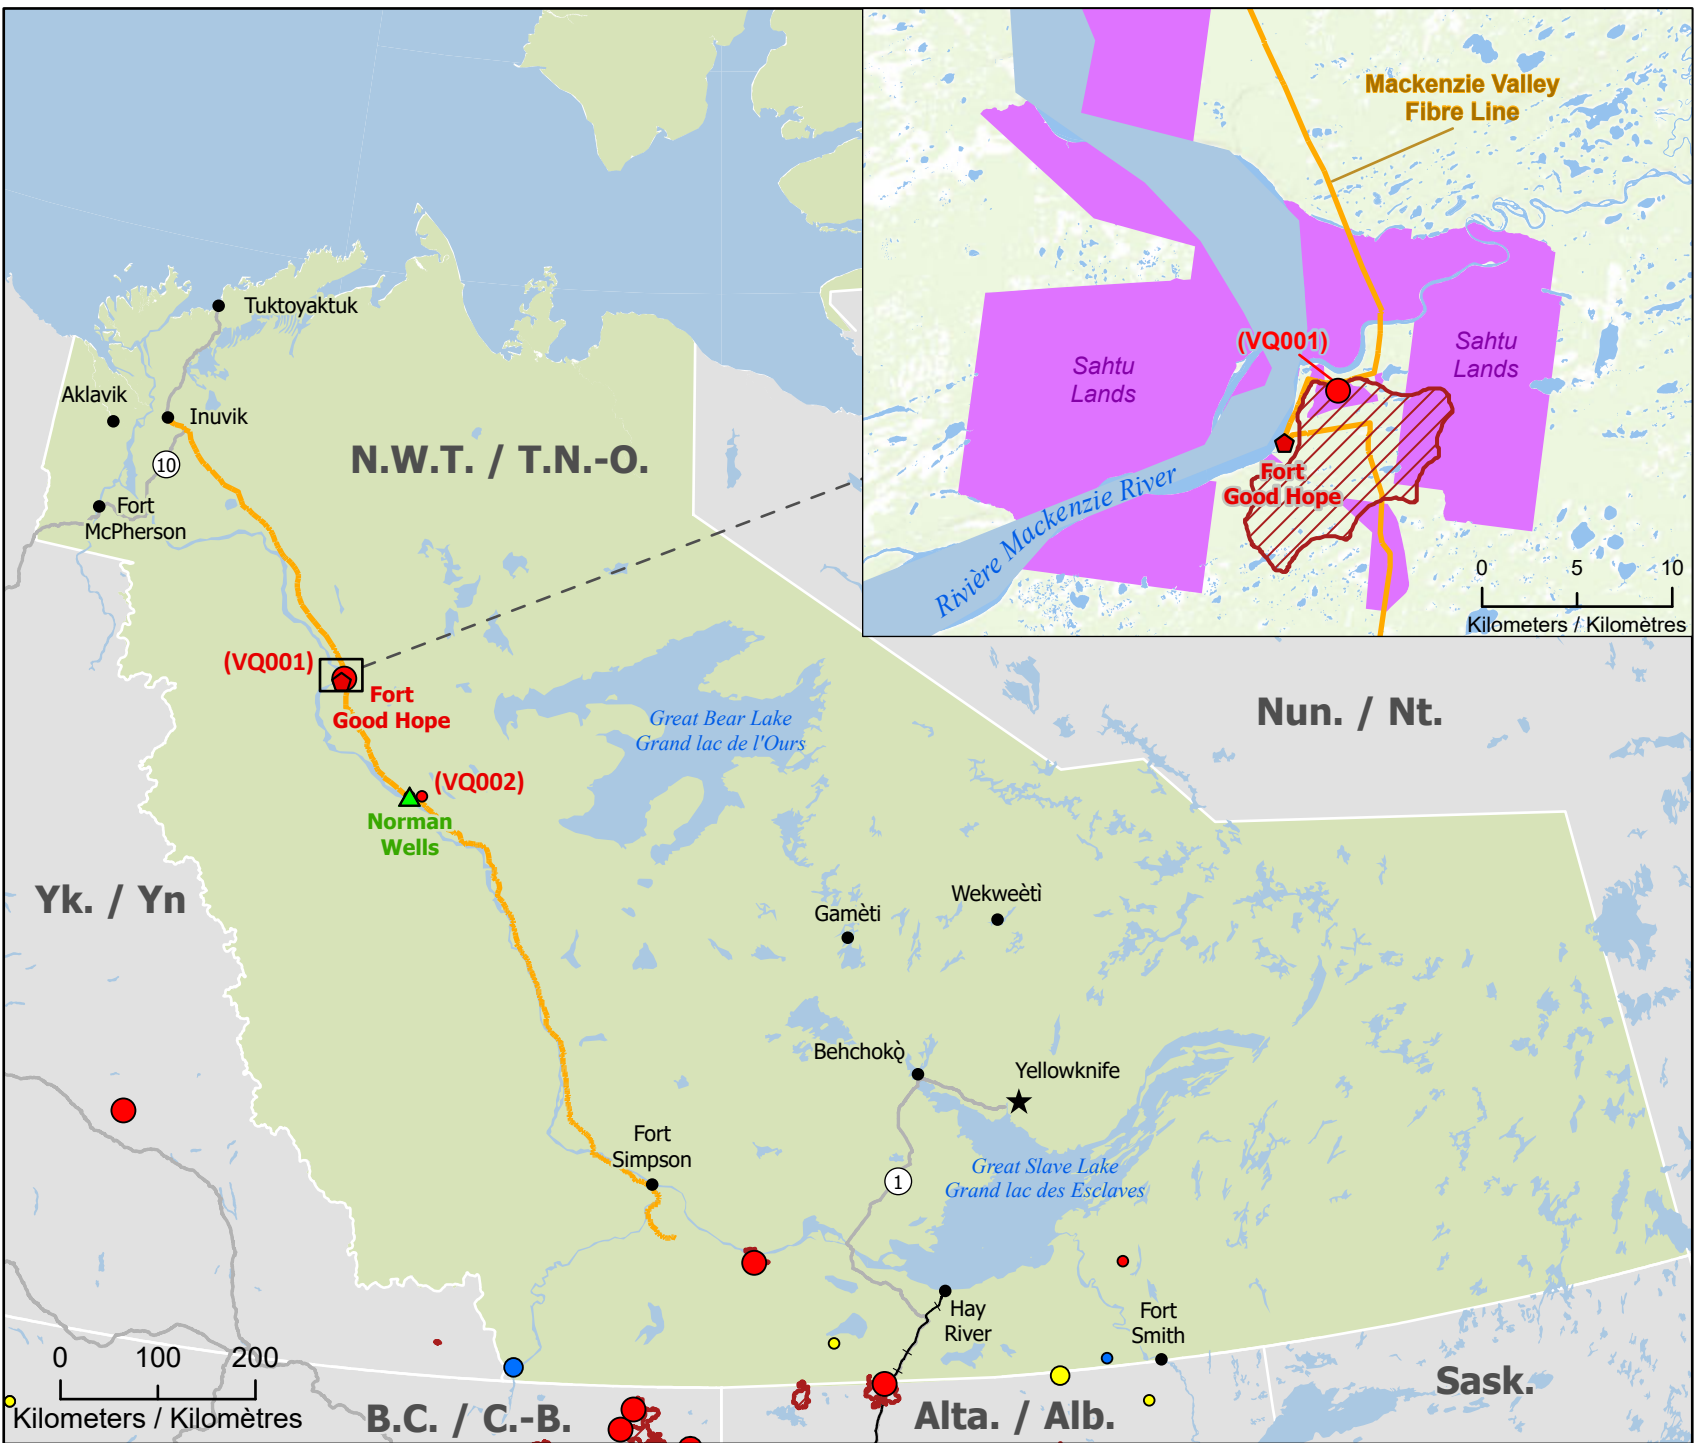 Mackenzie Valley
Fibre Line
(VQ001)
Sahtu
Lands
Sahtu
Lands
Fort
Good Hope
Rivière Mackenzie River
0 5 10
Kilometers / Kilomètres
Tuktoyaktuk
Aklavik
Inuvik
10
N.W.T. / T.N.-O.
Fort
McPherson
(VQ001)
Fort
Good Hope
Great Bear Lake
Grand lac de l'Ours
Nun. / Nt.
(VQ002)
Norman
Wells
Yk. / Yn
Wekweètì
Gamèti
Behchokǫ̀
Yellowknife
Fort
Simpson
Great Slave Lake
Grand lac des Esclaves
1
Hay
River
Fort
Smith
0 100 200
Kilometers / Kilomètres
B.C. / C.-B.
Alta. / Alb.
Sask.